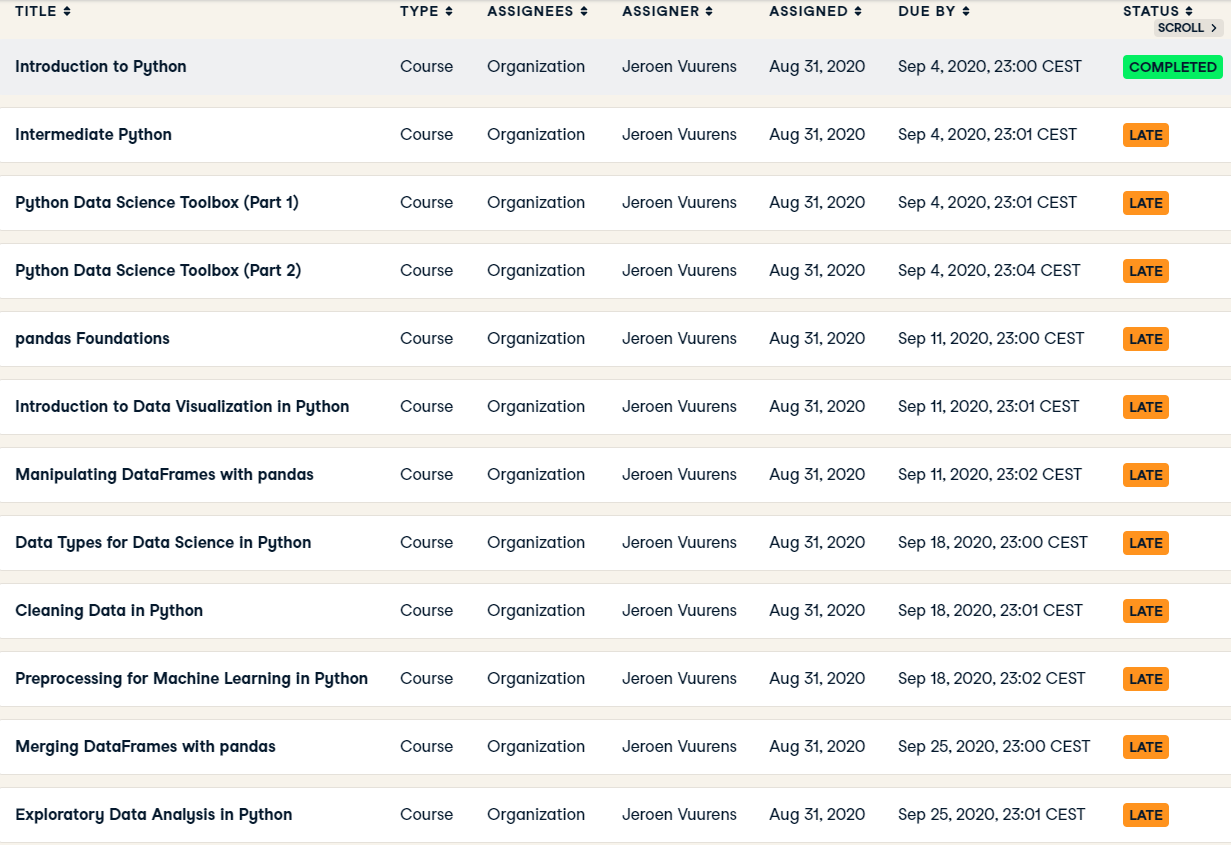 TITLE TYPE ASSIGNEES ASSIGNER ASSIGNED DUE BY STATUS
SCROLL >
Introduction to Python Course Organization Jeroen Vuurens Aug 31, 2020 Sep 4, 2020, 23:00 CEST COMPLETED
Intermediate Python Course Organization Jeroen Vuurens Aug 31, 2020 Sep 4, 2020, 23:01 CEST LATE
Python Data Science Toolbox (Part 1) Course Organization Jeroen Vuurens Aug 31, 2020 Sep 4, 2020, 23:01 CEST LATE
Python Data Science Toolbox (Part 2) Course Organization Jeroen Vuurens Aug 31, 2020 Sep 4, 2020, 23:04 CEST LATE
pandas Foundations Course Organization Jeroen Vuurens Aug 31, 2020 Sep 11, 2020, 23:00 CEST LATE
Introduction to Data Visualization in Python Course Organization Jeroen Vuurens Aug 31, 2020 Sep 11, 2020, 23:01 CEST LATE
Manipulating DataFrames with pandas Course Organization Jeroen Vuurens Aug 31, 2020 Sep 11, 2020, 23:02 CEST LATE
Data Types for Data Science in Python Course Organization Jeroen Vuurens Aug 31, 2020 Sep 18, 2020, 23:00 CEST LATE
Cleaning Data in Python Course Organization Jeroen Vuurens Aug 31, 2020 Sep 18, 2020, 23:01 CEST LATE
Preprocessing for Machine Learning in Python Course Organization Jeroen Vuurens Aug 31, 2020 Sep 18, 2020, 23:02 CEST LATE
Merging DataFrames with pandas Course Organization Jeroen Vuurens Aug 31, 2020 Sep 25, 2020, 23:00 CEST LATE
Exploratory Data Analysis in Python Course Organization Jeroen Vuurens Aug 31, 2020 Sep 25, 2020, 23:01 CEST LATE